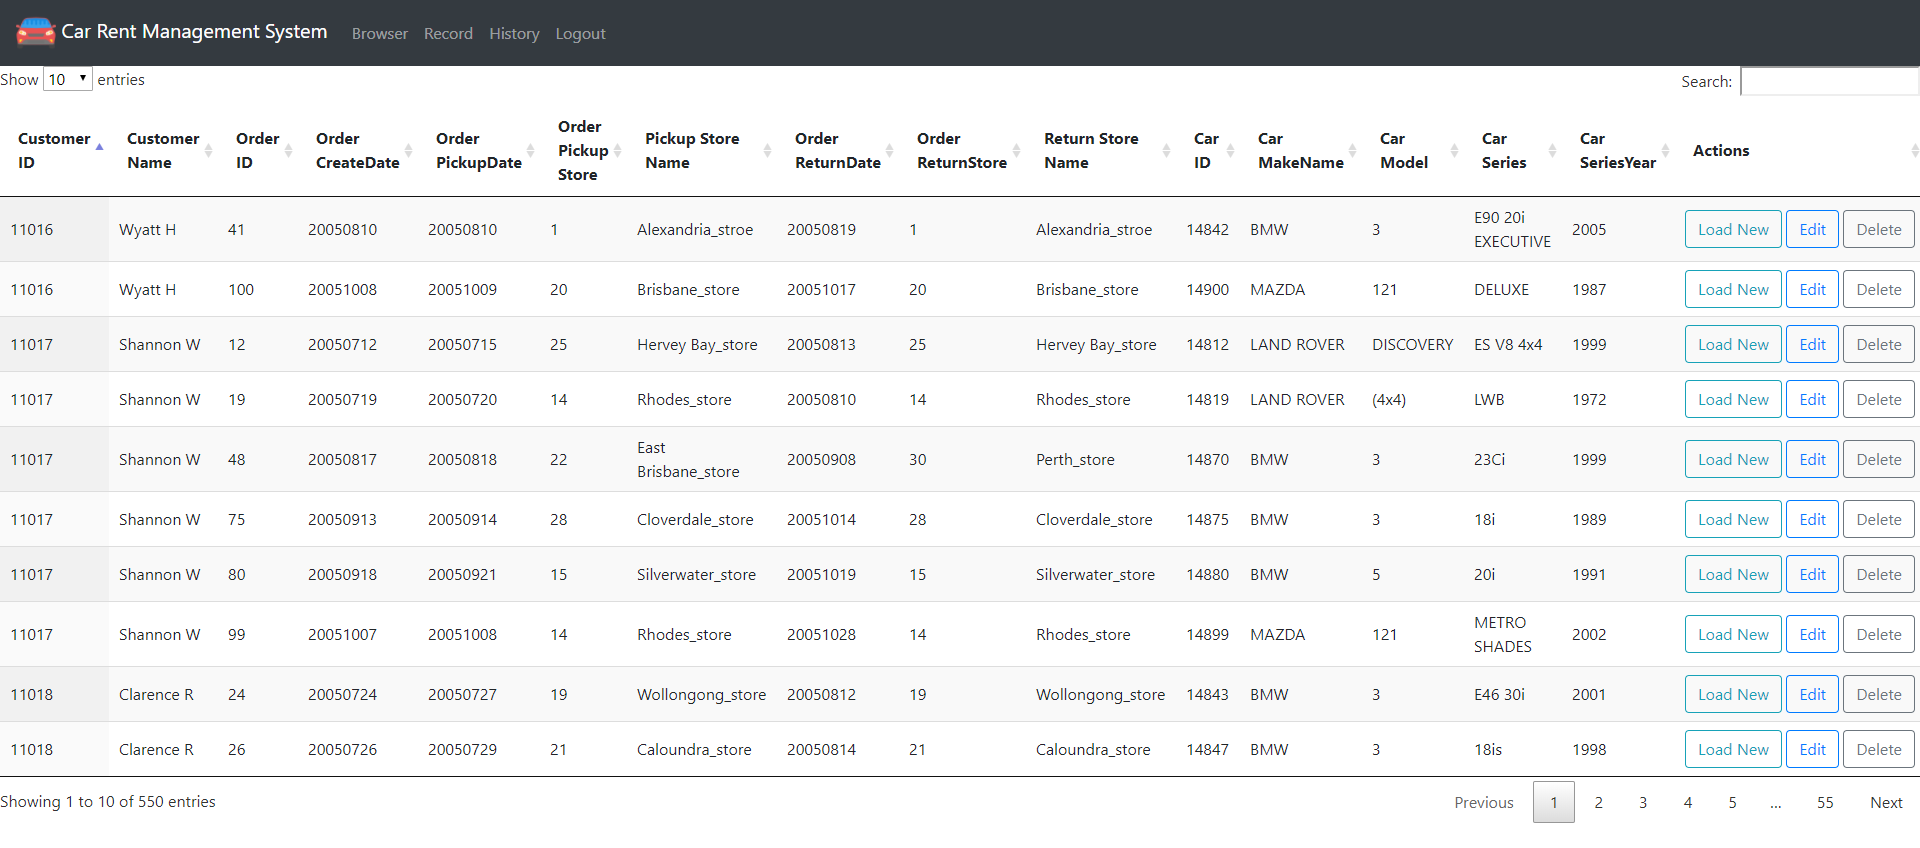 Car Rent Management System Browser Record History Logout
Show 10 entries Search:
Customer ID Customer Name Order ID Order CreateDate Order PickupDate Order Pickup Store Pickup Store Name Order ReturnDate Order ReturnStore Return Store Name Car ID Car MakeName Car Model Car Series Car SeriesYear Actions
11016 Wyatt H 41 20050810 20050810 1 Alexandria_stroe 20050819 1 Alexandria_stroe 14842 BMW 3 E90 20i EXECUTIVE 2005 Load New Edit Delete
11016 Wyatt H 100 20051008 20051009 20 Brisbane_store 20051017 20 Brisbane_store 14900 MAZDA 121 DELUXE 1987 Load New Edit Delete
11017 Shannon W 12 20050712 20050715 25 Hervey Bay_store 20050813 25 Hervey Bay_store 14812 LAND ROVER DISCOVERY ES V8 4x4 1999 Load New Edit Delete
11017 Shannon W 19 20050719 20050720 14 Rhodes_store 20050810 14 Rhodes_store 14819 LAND ROVER (4x4) LWB 1972 Load New Edit Delete
11017 Shannon W 48 20050817 20050818 22 East Brisbane_store 20050908 30 Perth_store 14870 BMW 3 23Ci 1999 Load New Edit Delete
11017 Shannon W 75 20050913 20050914 28 Cloverdale_store 20051014 28 Cloverdale_store 14875 BMW 3 18i 1989 Load New Edit Delete
11017 Shannon W 80 20050918 20050921 15 Silverwater_store 20051019 15 Silverwater_store 14880 BMW 5 20i 1991 Load New Edit Delete
11017 Shannon W 99 20051007 20051008 14 Rhodes_store 20051028 14 Rhodes_store 14899 MAZDA 121 METRO SHADES 2002 Load New Edit Delete
11018 Clarence R 24 20050724 20050727 19 Wollongong_store 20050812 19 Wollongong_store 14843 BMW 3 E46 30i 2001 Load New Edit Delete
11018 Clarence R 26 20050726 20050729 21 Caloundra_store 20050814 21 Caloundra_store 14847 BMW 3 18is 1998 Load New Edit Delete
Showing 1 to 10 of 550 entries Previous 1 2 3 4 5 ... 55 Next